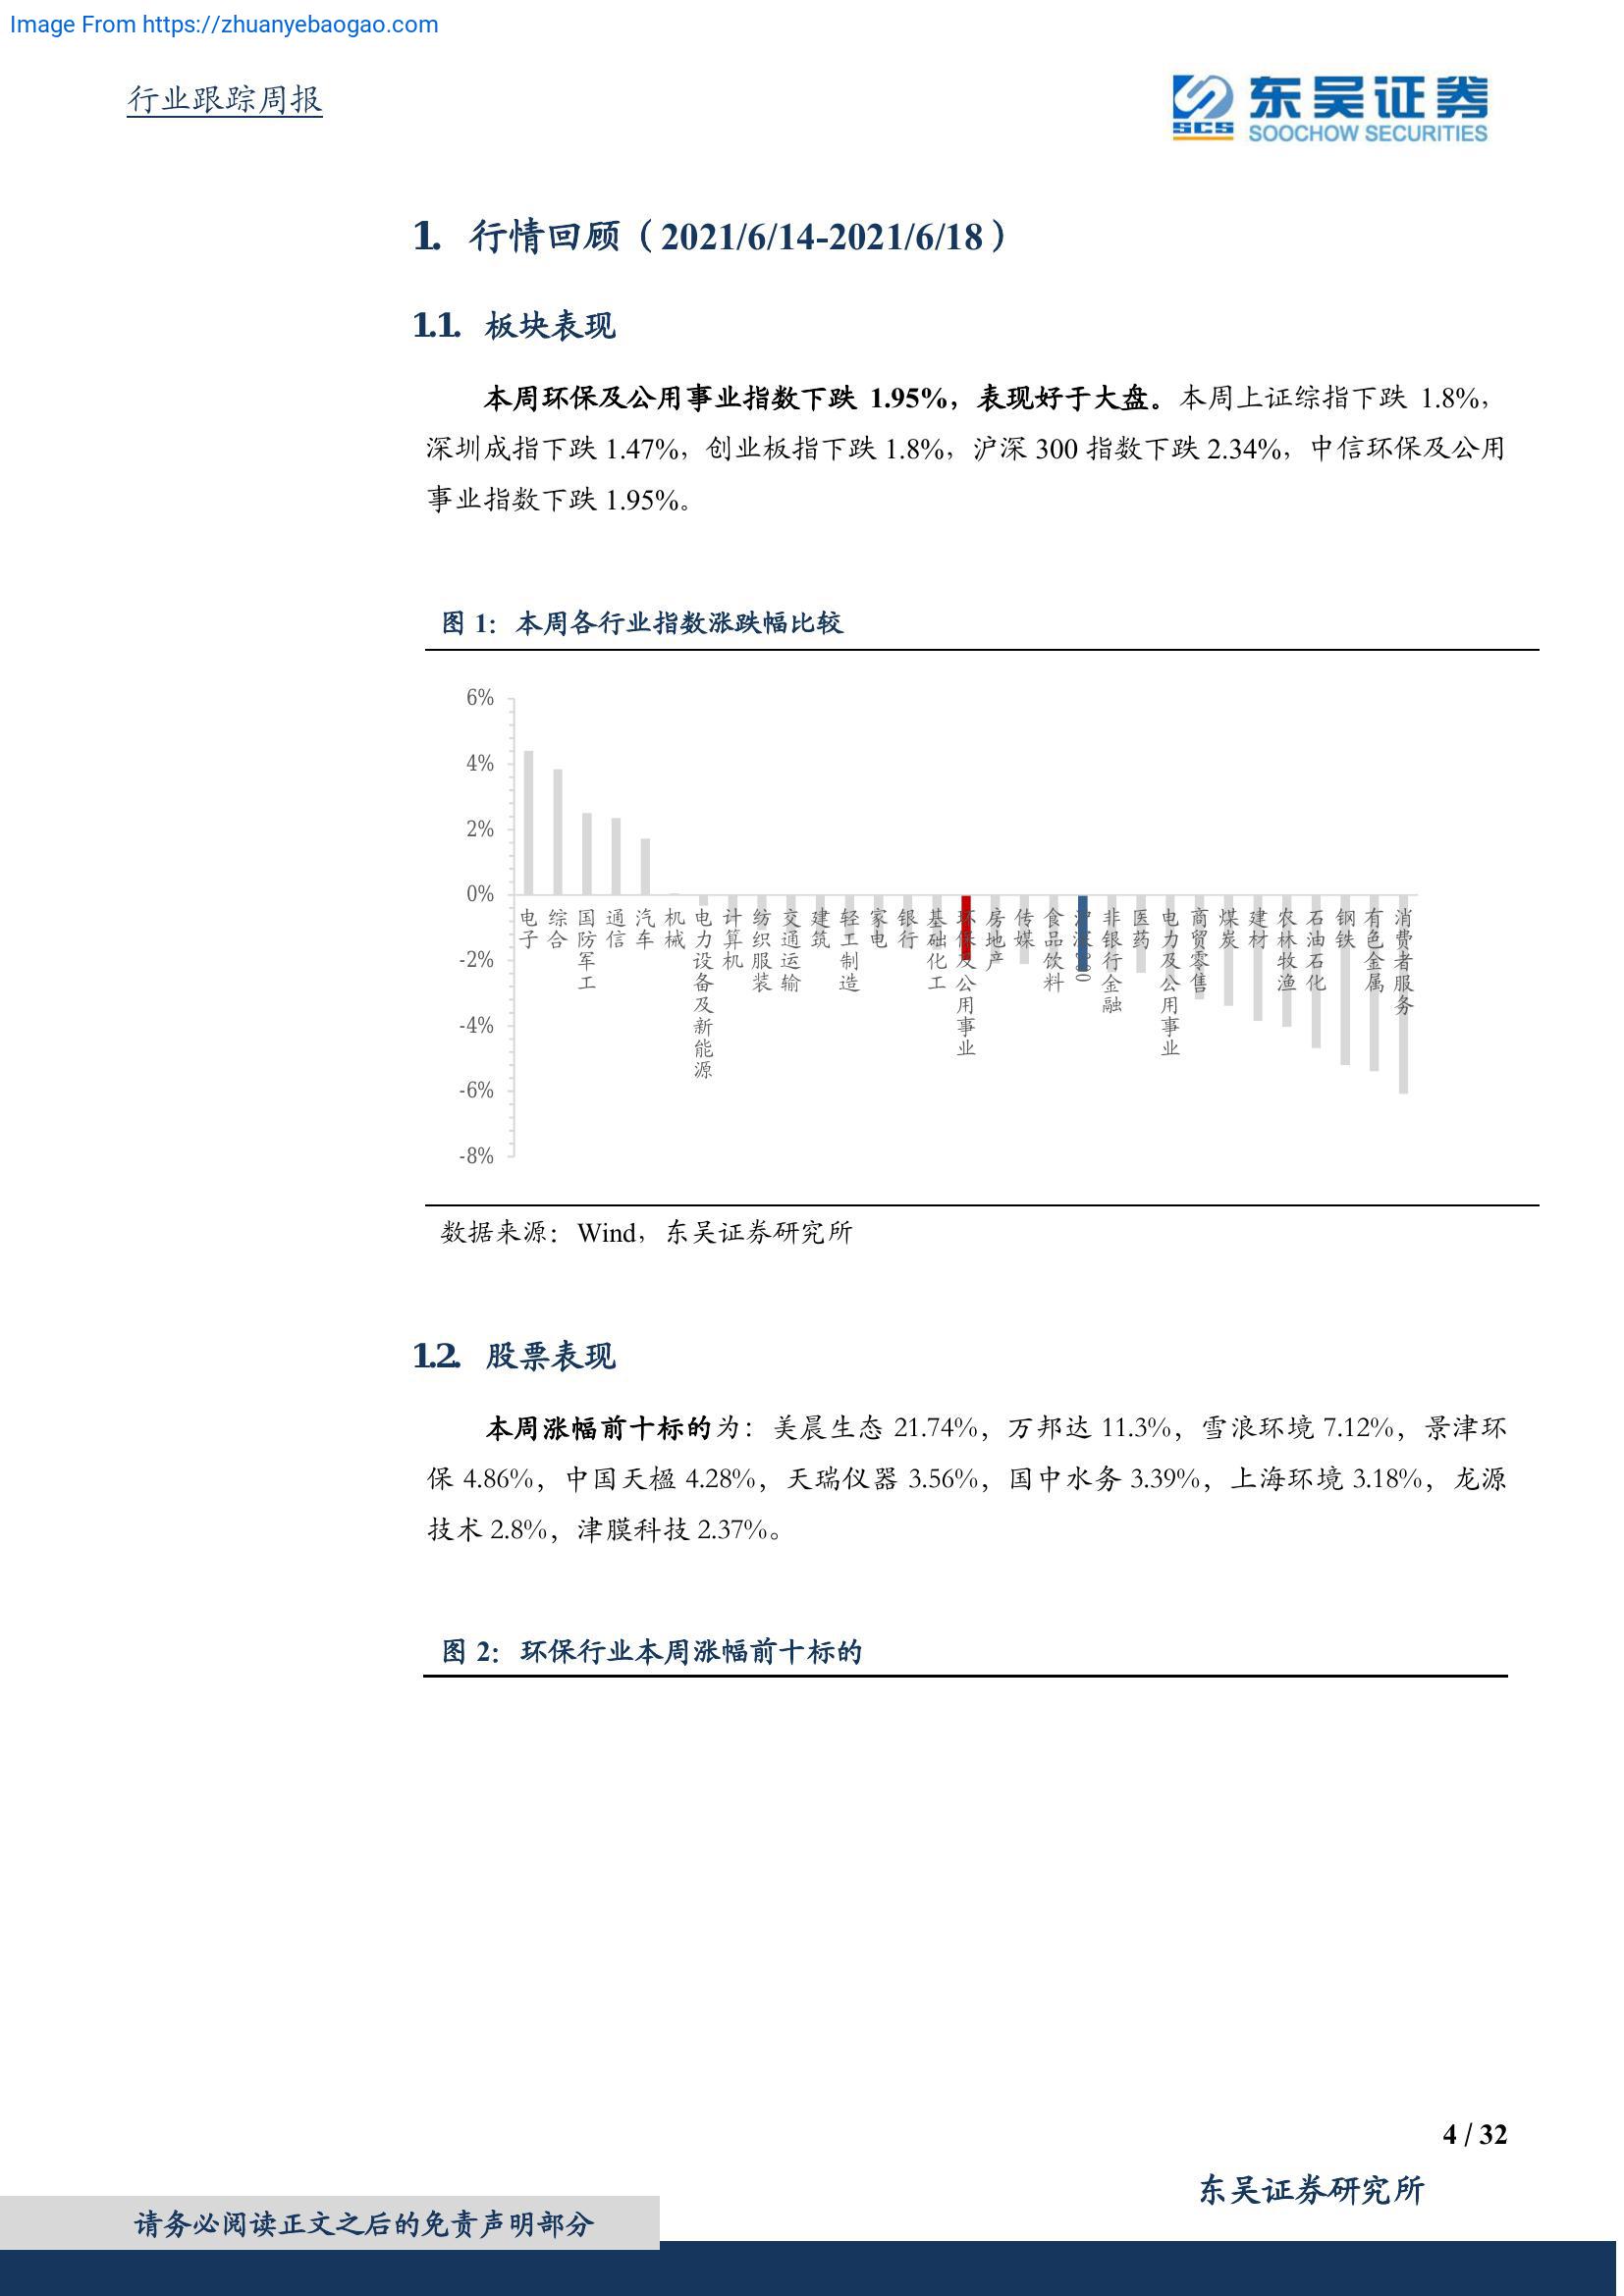 Image From https://zhuanyebaogao.com
行业跟踪周报
SCS
东吴证券
SOOCHOW SECURITIES
1. 行情回顾（2021/6/14-2021/6/18）
1.1. 板块表现
本周环保及公用事业指数下跌 1.95%，表现好于大盘。本周上证综指下跌 1.8%，
深圳成指下跌 1.47%，创业板指下跌 1.8%，沪深 300 指数下跌 2.34%，中信环保及公用
事业指数下跌 1.95%。
图 1：本周各行业指数涨跌幅比较
6%
4%
2%
0%
-2%
-4%
-6%
-8%
电子
综合
国防军工
通信
汽车
机械
电力设备及新能源
计算机
纺织服装
交通运输
建筑
轻工制造
家电
银行
基础化工
环保及公用事业
房地产
传媒
食品饮料
沪深300
非银行金融
医药
电力及公用事业
商贸零售
煤炭
建材
农林牧渔
石油石化
钢铁
有色金属
消费者服务
数据来源：Wind，东吴证券研究所
1.2. 股票表现
本周涨幅前十标的为：美晨生态 21.74%，万邦达 11.3%，雪浪环境 7.12%，景津环
保 4.86%，中国天楹 4.28%，天瑞仪器 3.56%，国中水务 3.39%，上海环境 3.18%，龙源
技术 2.8%，津膜科技 2.37%。
图 2：环保行业本周涨幅前十标的
4 / 32
东吴证券研究所
请务必阅读正文之后的免责声明部分